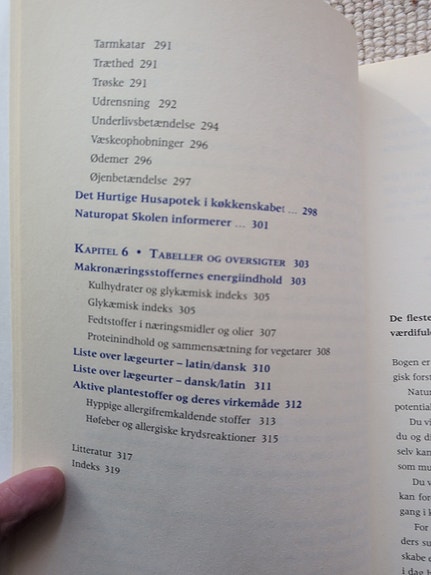 Tarmkatar 291
Træthed 291
Trøske 291
Udrensning 292
Underlivsbetændelse 294
Væskeophobninger 296
Ødemer 296
Øjenbetændelse 297
Det Hurtige Husapotek i køkkenskabet ... 298
Naturopat Skolen informerer ... 301
KAPITEL 6 • TABELLER OG OVERSIGTER 303
Makronæringsstoffernes energiindhold 303
Kulhydrater og glykæmisk indeks 305
Glykæmisk indeks 305
Fedtstoffer i næringsmidler og olier 307
Proteinindhold og sammensætning for vegetarer 308
Liste over lægeurter – latin/dansk 310
Liste over lægeurter – dansk/latin 311
Aktive plantestoffer og deres virkemåde 312
Hyppige allergifremkaldende stoffer 313
Høfeber og allergiske krydsreaktioner 315
Litteratur 317
Indeks 319
De fleste
værdiful
Bogen er
gisk forst
Natur
potential
Du vi
du og di
selv kan
som mu
Du v
kan for
gang i k
For
ders su
skabe e
i dag